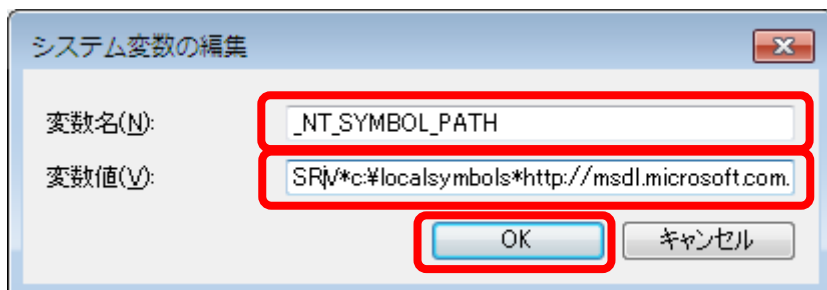 システム変数の編集
変数名(N):
_NT_SYMBOL_PATH
変数値(V):
SRV*c:¥localsymbols*http://msdl.microsoft.com.
OK
キャンセル